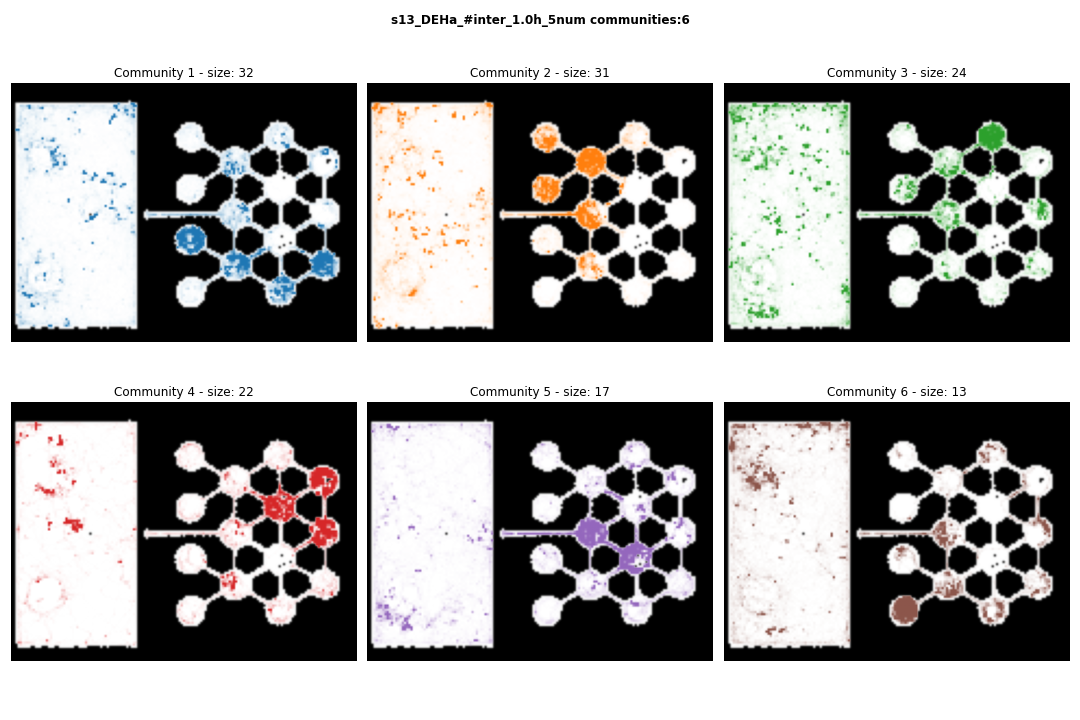 s13_DEHa_#inter_1.0h_5num communities:6
Community 1 - size: 32
Community 2 - size: 31
Community 3 - size: 24
Community 4 - size: 22
Community 5 - size: 17
Community 6 - size: 13